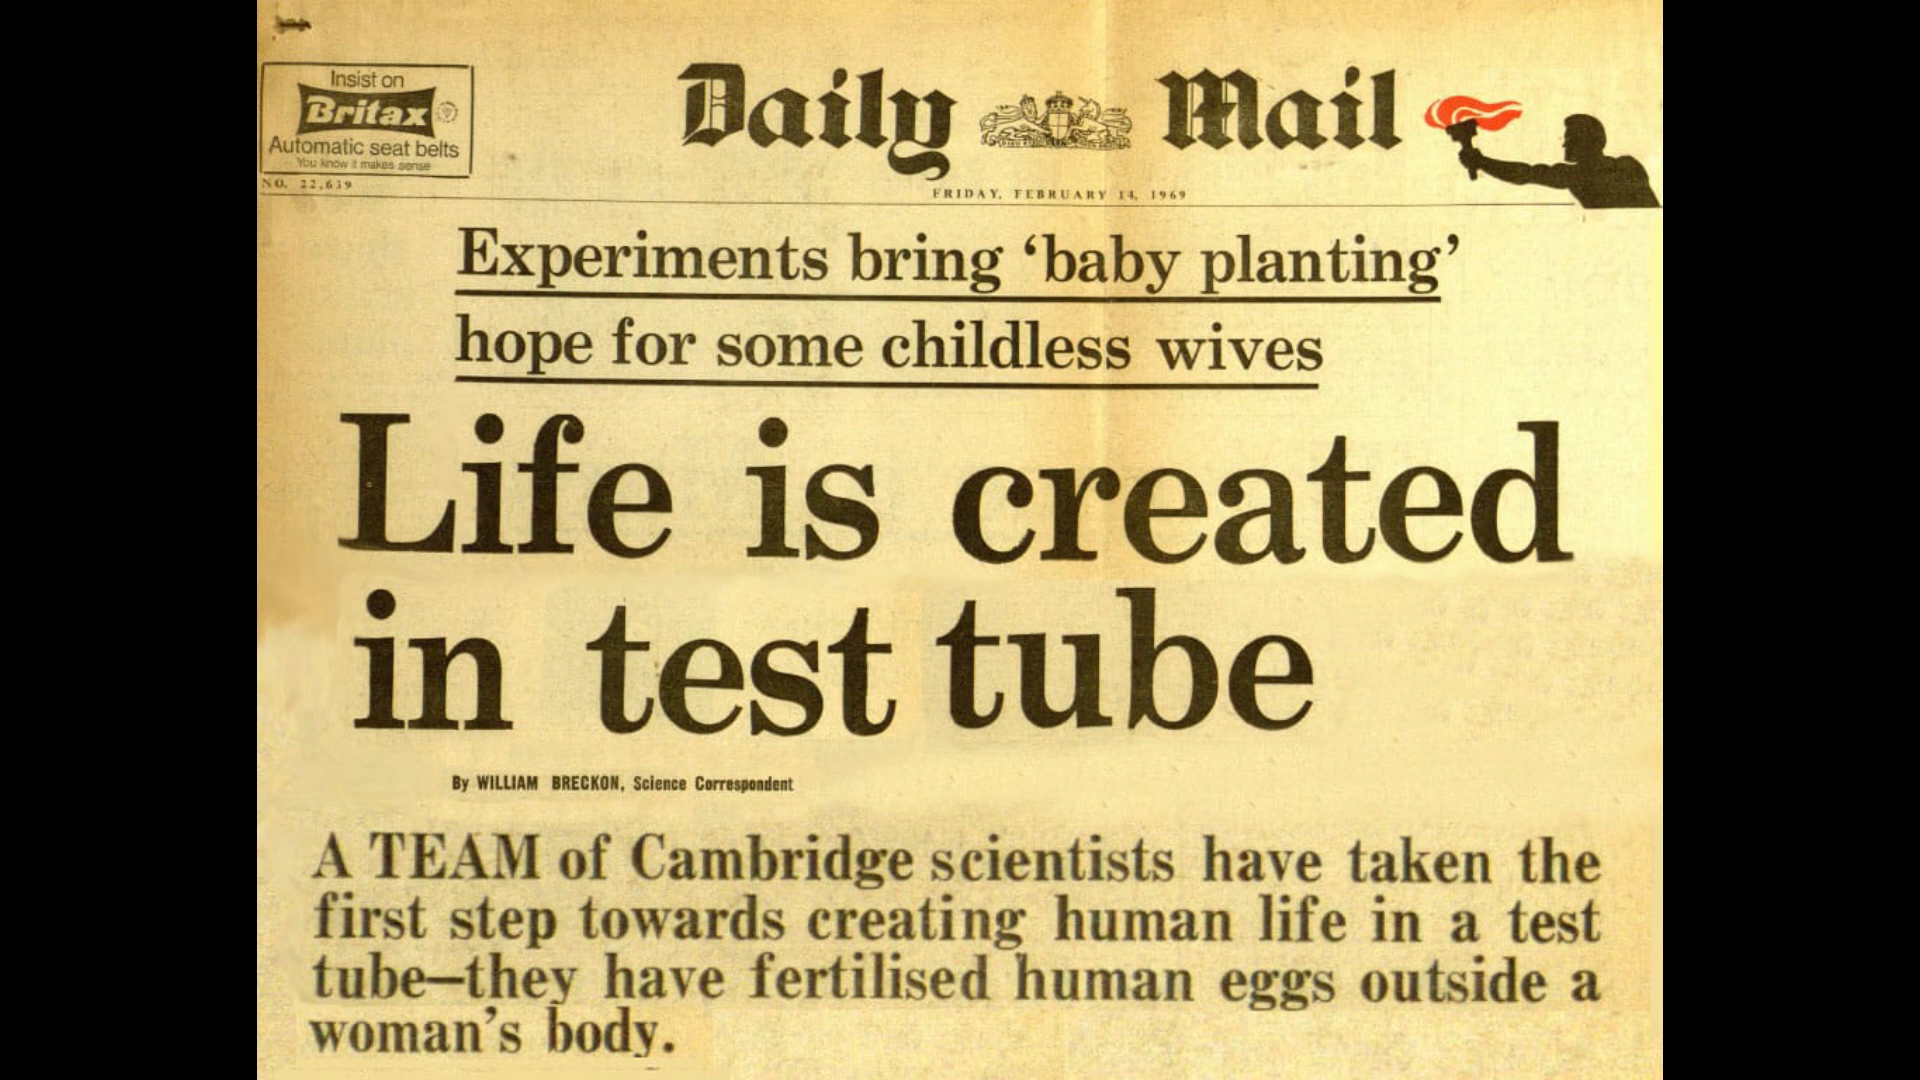 Insist on
Britax
Automatic seat belts
You know it makes sense
NO. 22,639
Daily Mail
FRIDAY, FEBRUARY 14, 1969
Experiments bring ‘baby planting’
hope for some childless wives
Life is created
in test tube
By WILLIAM BRECKON, Science Correspondent
A TEAM of Cambridge scientists have taken the
first step towards creating human life in a test
tube—they have fertilised human eggs outside a
woman’s body.